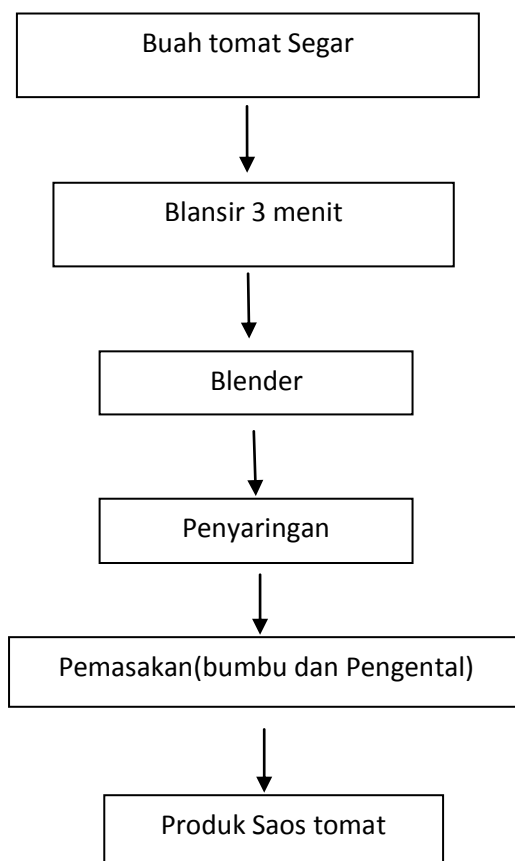 Buah tomat Segar
Blansir 3 menit
Blender
Penyaringan
Pemasakan(bumbu dan Pengental)
Produk Saos tomat